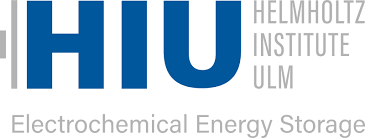 HIU
HELMHOLTZ
INSTITUTE
ULM
Electrochemical Energy Storage